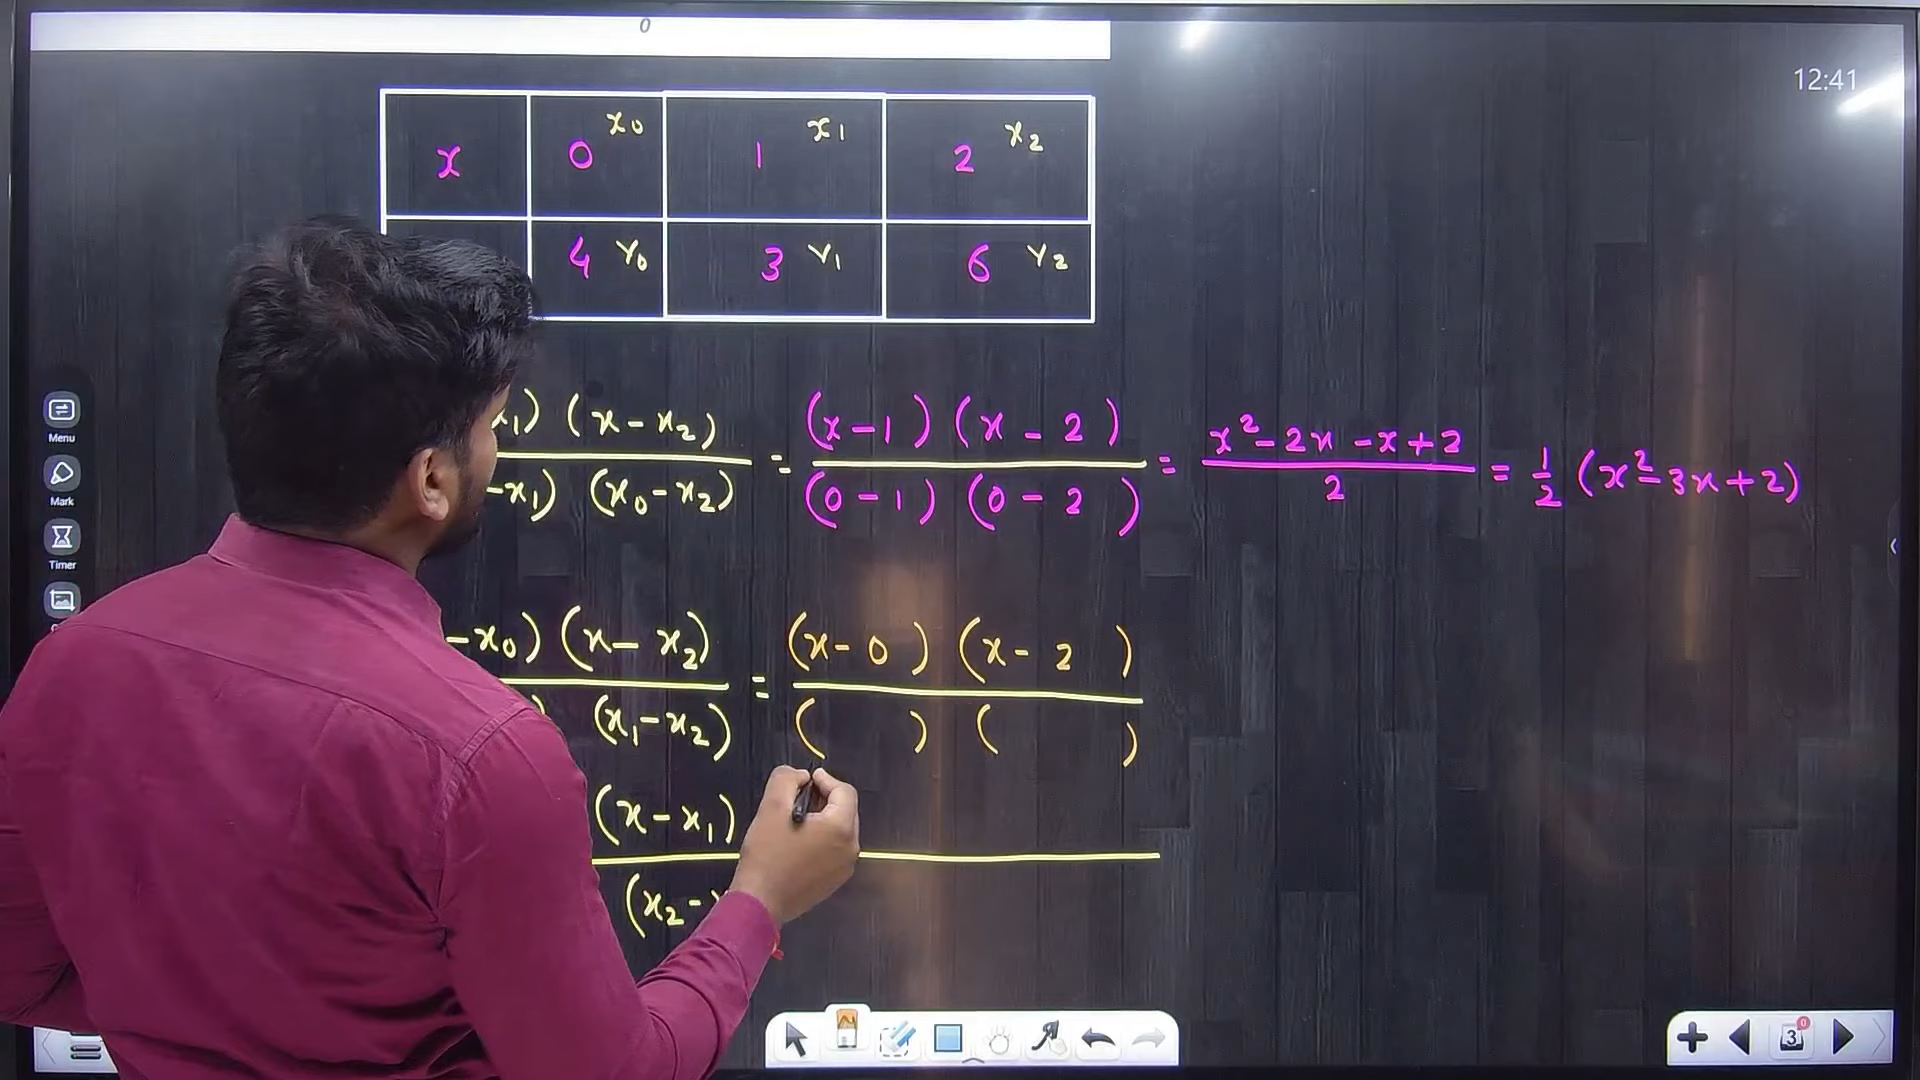 0
12:41
x 0 x0 1 x1 2 x2
4 y0 3 y1 6 y2
x1) (x-x2) = (x-1) (x-2) = x²-2x-x+2 = 1/2 (x²-3x+2)
-x1) (x0-x2) (0-1) (0-2) 2
-x0) (x-x2) = (x-0) (x-2)
) (x1-x2) ( ) ( )
(x-x1)
(x2-
Menu
Mark
Timer
3 0